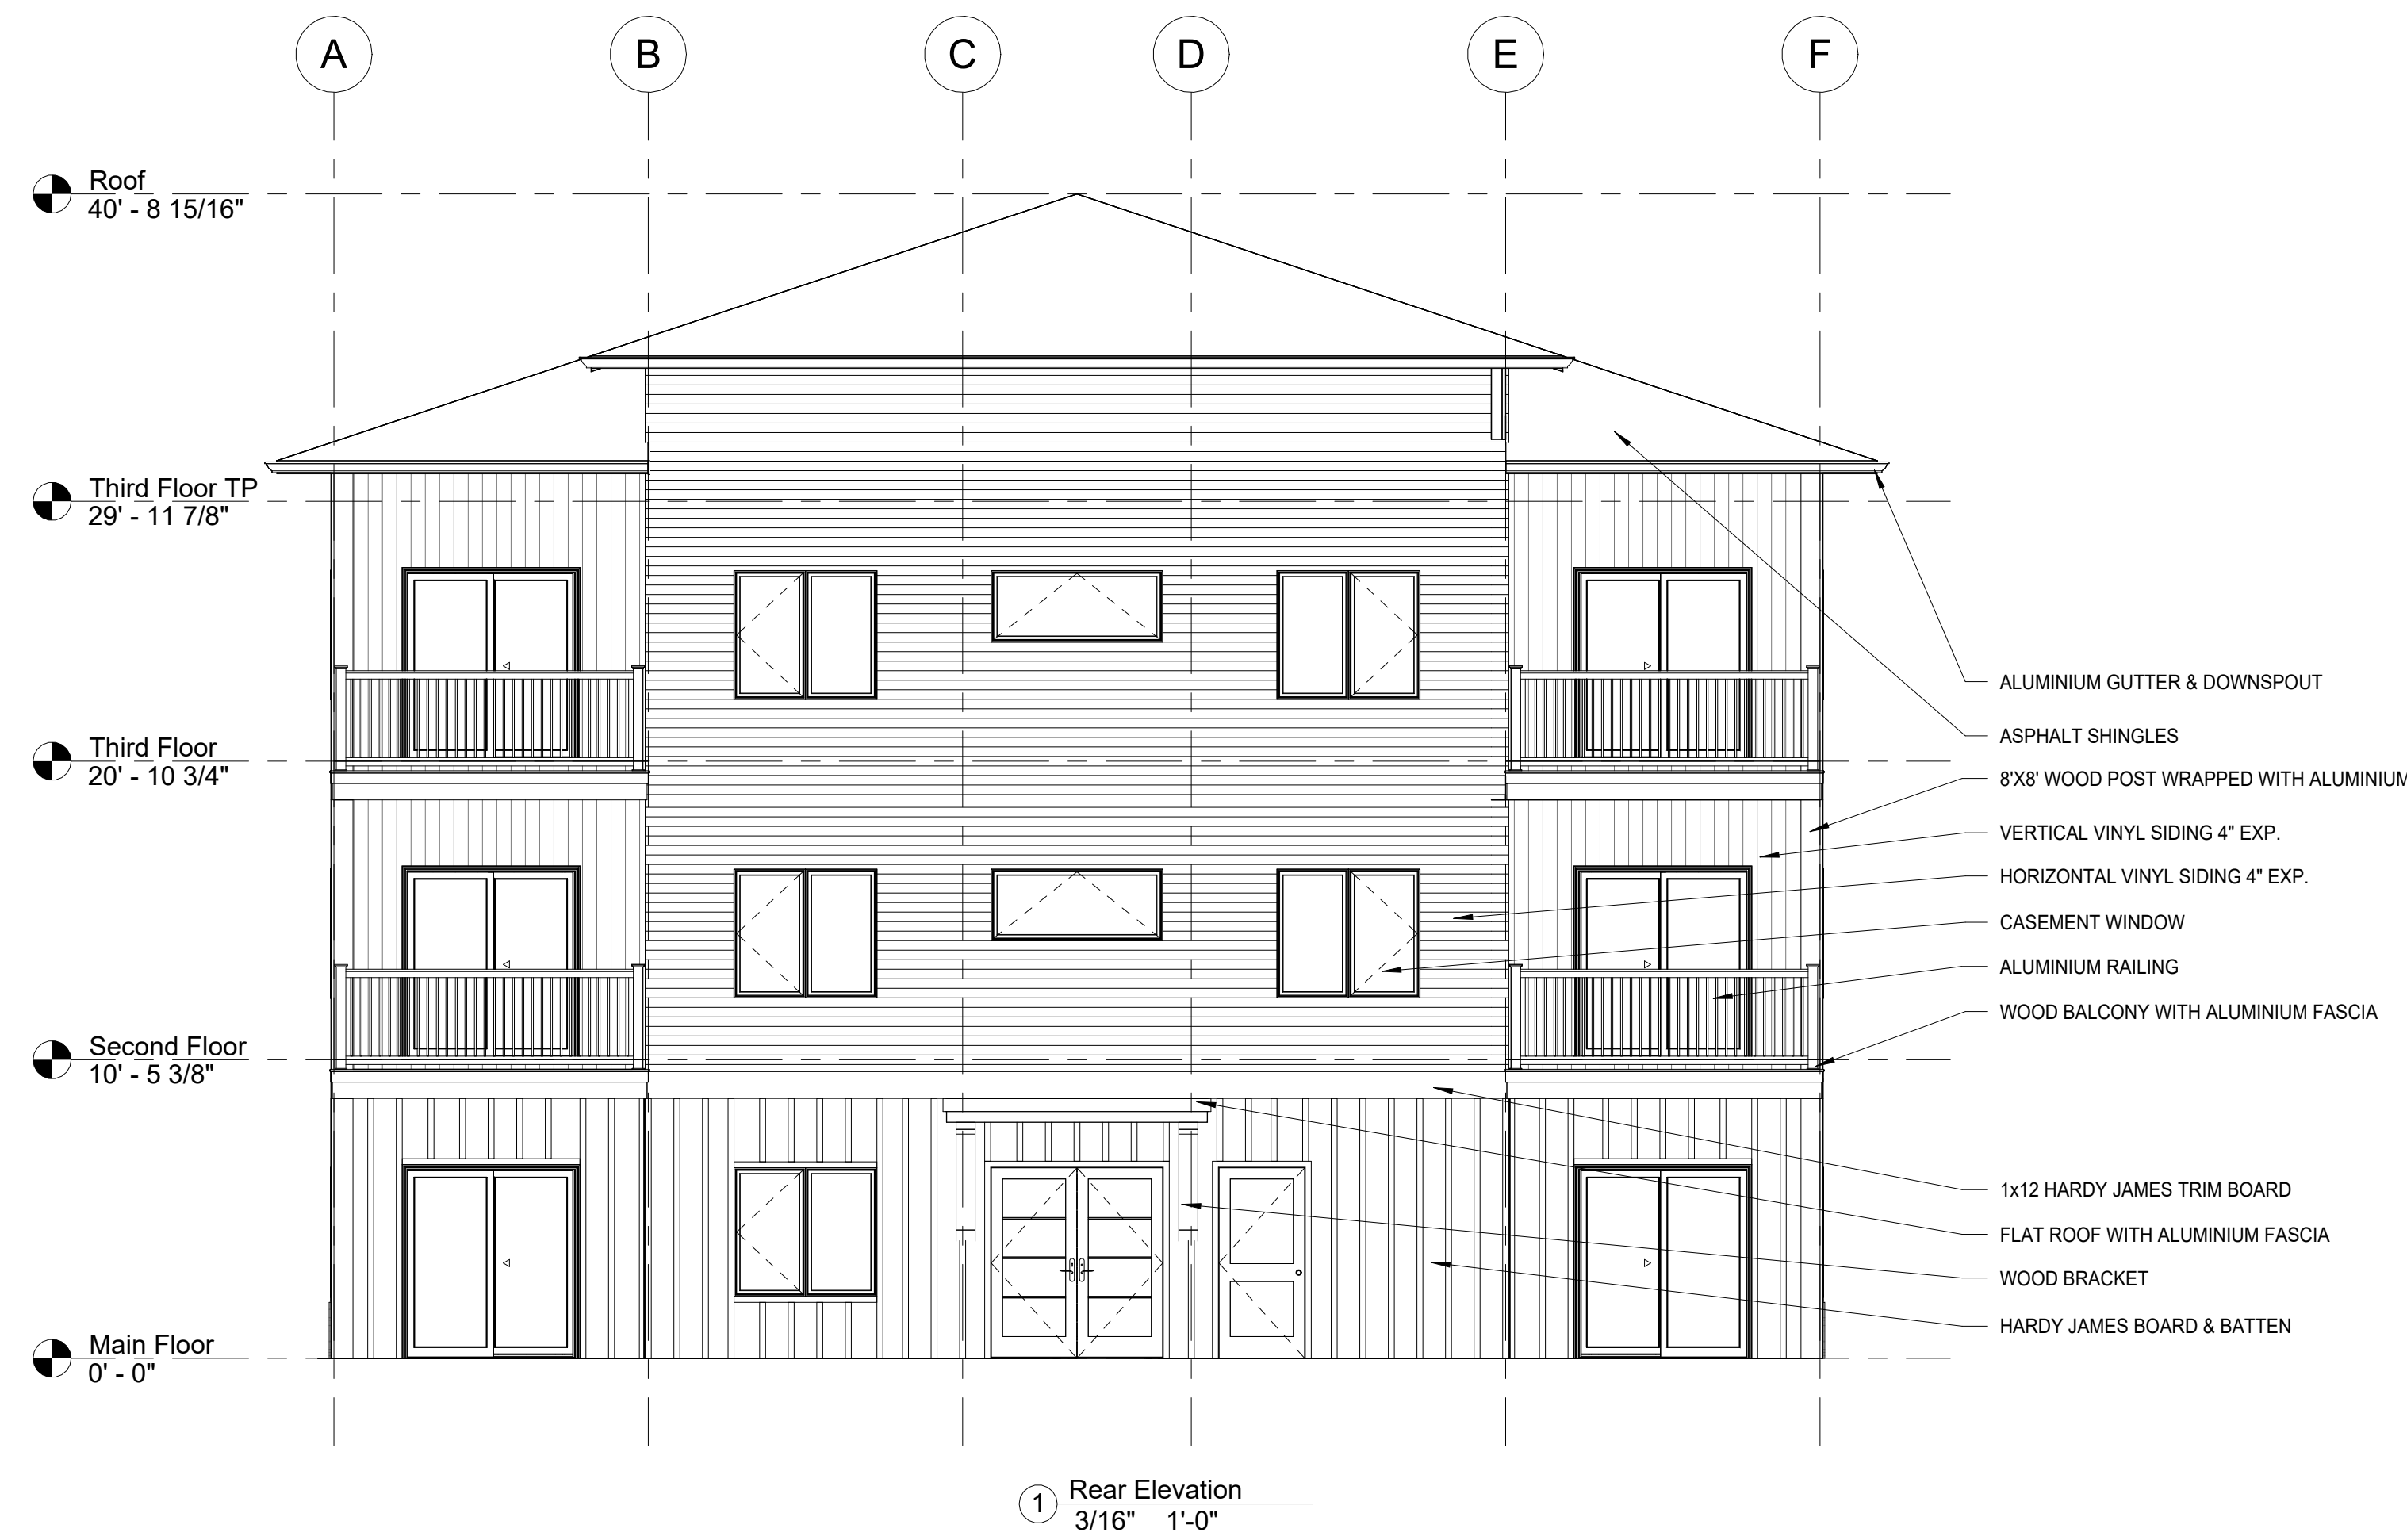 A B C D E F
Roof
40' - 8 15/16"
Third Floor TP
29' - 11 7/8"
ALUMINIUM GUTTER & DOWNSPOUT
ASPHALT SHINGLES
Third Floor
20' - 10 3/4"
8'X8' WOOD POST WRAPPED WITH ALUMINIUM
VERTICAL VINYL SIDING 4" EXP.
HORIZONTAL VINYL SIDING 4" EXP.
CASEMENT WINDOW
ALUMINIUM RAILING
WOOD BALCONY WITH ALUMINIUM FASCIA
Second Floor
10' - 5 3/8"
1x12 HARDY JAMES TRIM BOARD
FLAT ROOF WITH ALUMINIUM FASCIA
WOOD BRACKET
HARDY JAMES BOARD & BATTEN
Main Floor
0' - 0"
1 Rear Elevation
3/16" 1'-0"